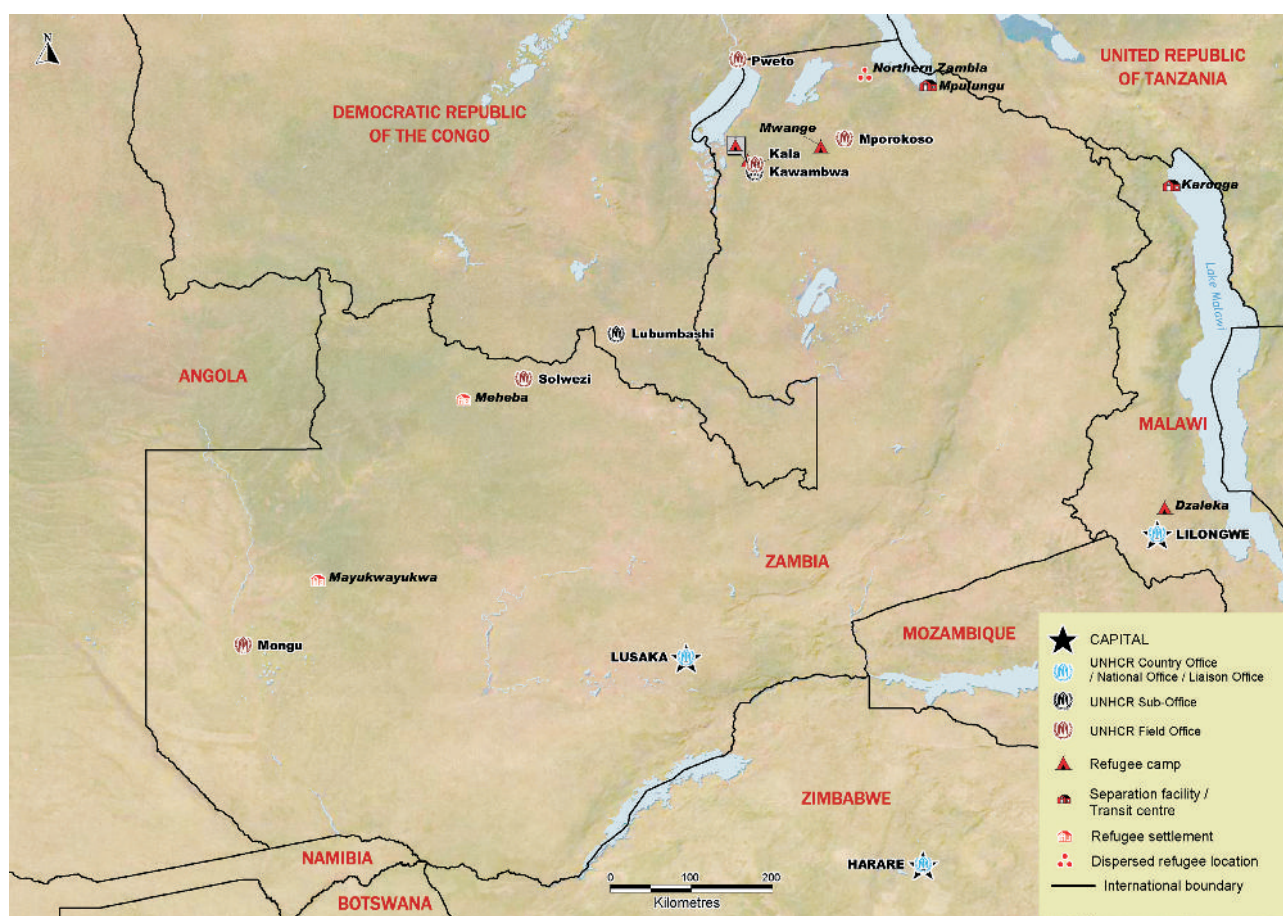 N
Pweto
Northern Zambia
UNITED REPUBLIC
OF TANZANIA
Mpulungu
DEMOCRATIC REPUBLIC
OF THE CONGO
Mwange
Mporokoso
Kala
Kawambwa
Karonga
Lake Malawi
Lubumbashi
ANGOLA
Solwezi
Meheba
MALAWI
Dzaleka
LILONGWE
ZAMBIA
Mayukwayukwa
MOZAMBIQUE
Mongu
LUSAKA
ZIMBABWE
NAMIBIA
HARARE
BOTSWANA
0 100 200
Kilometres
CAPITAL
UNHCR Country Office
/ National Office / Liaison Office
UNHCR Sub-Office
UNHCR Field Office
Refugee camp
Separation facility /
Transit centre
Refugee settlement
Dispersed refugee location
International boundary